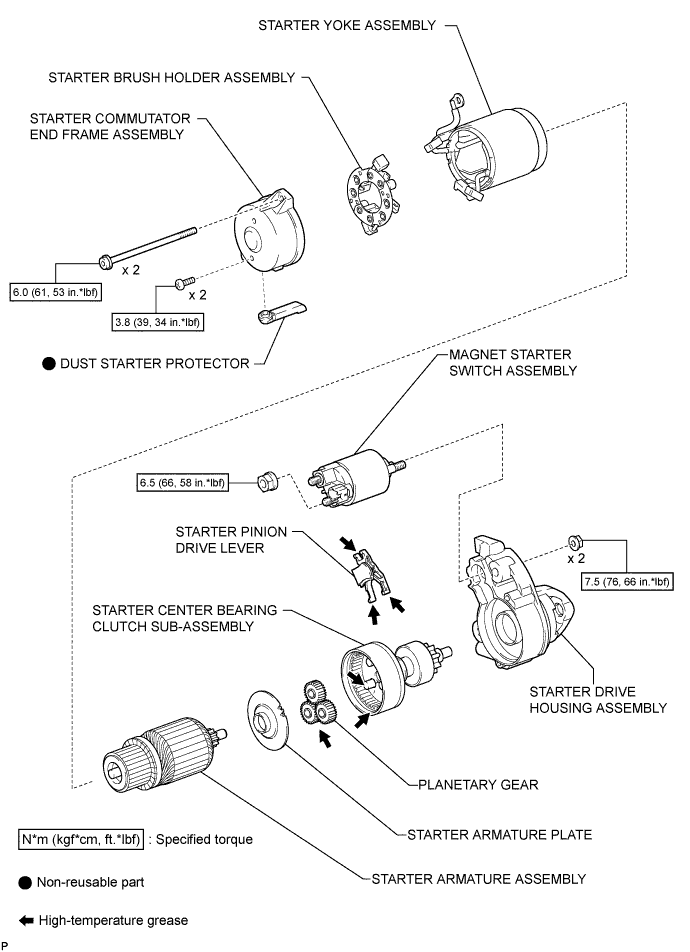 STARTER YOKE ASSEMBLY
STARTER BRUSH HOLDER ASSEMBLY
STARTER COMMUTATOR
END FRAME ASSEMBLY
x 2
6.0 (61, 53 in.*lbf)
x 2
3.8 (39, 34 in.*lbf)
DUST STARTER PROTECTOR
MAGNET STARTER
SWITCH ASSEMBLY
6.5 (66, 58 in.*lbf)
STARTER PINION
DRIVE LEVER
x 2
7.5 (76, 66 in.*lbf)
STARTER CENTER BEARING
CLUTCH SUB-ASSEMBLY
STARTER DRIVE
HOUSING ASSEMBLY
PLANETARY GEAR
STARTER ARMATURE PLATE
N*m (kgf*cm, ft.*lbf) : Specified torque
STARTER ARMATURE ASSEMBLY
Non-reusable part
High-temperature grease
P